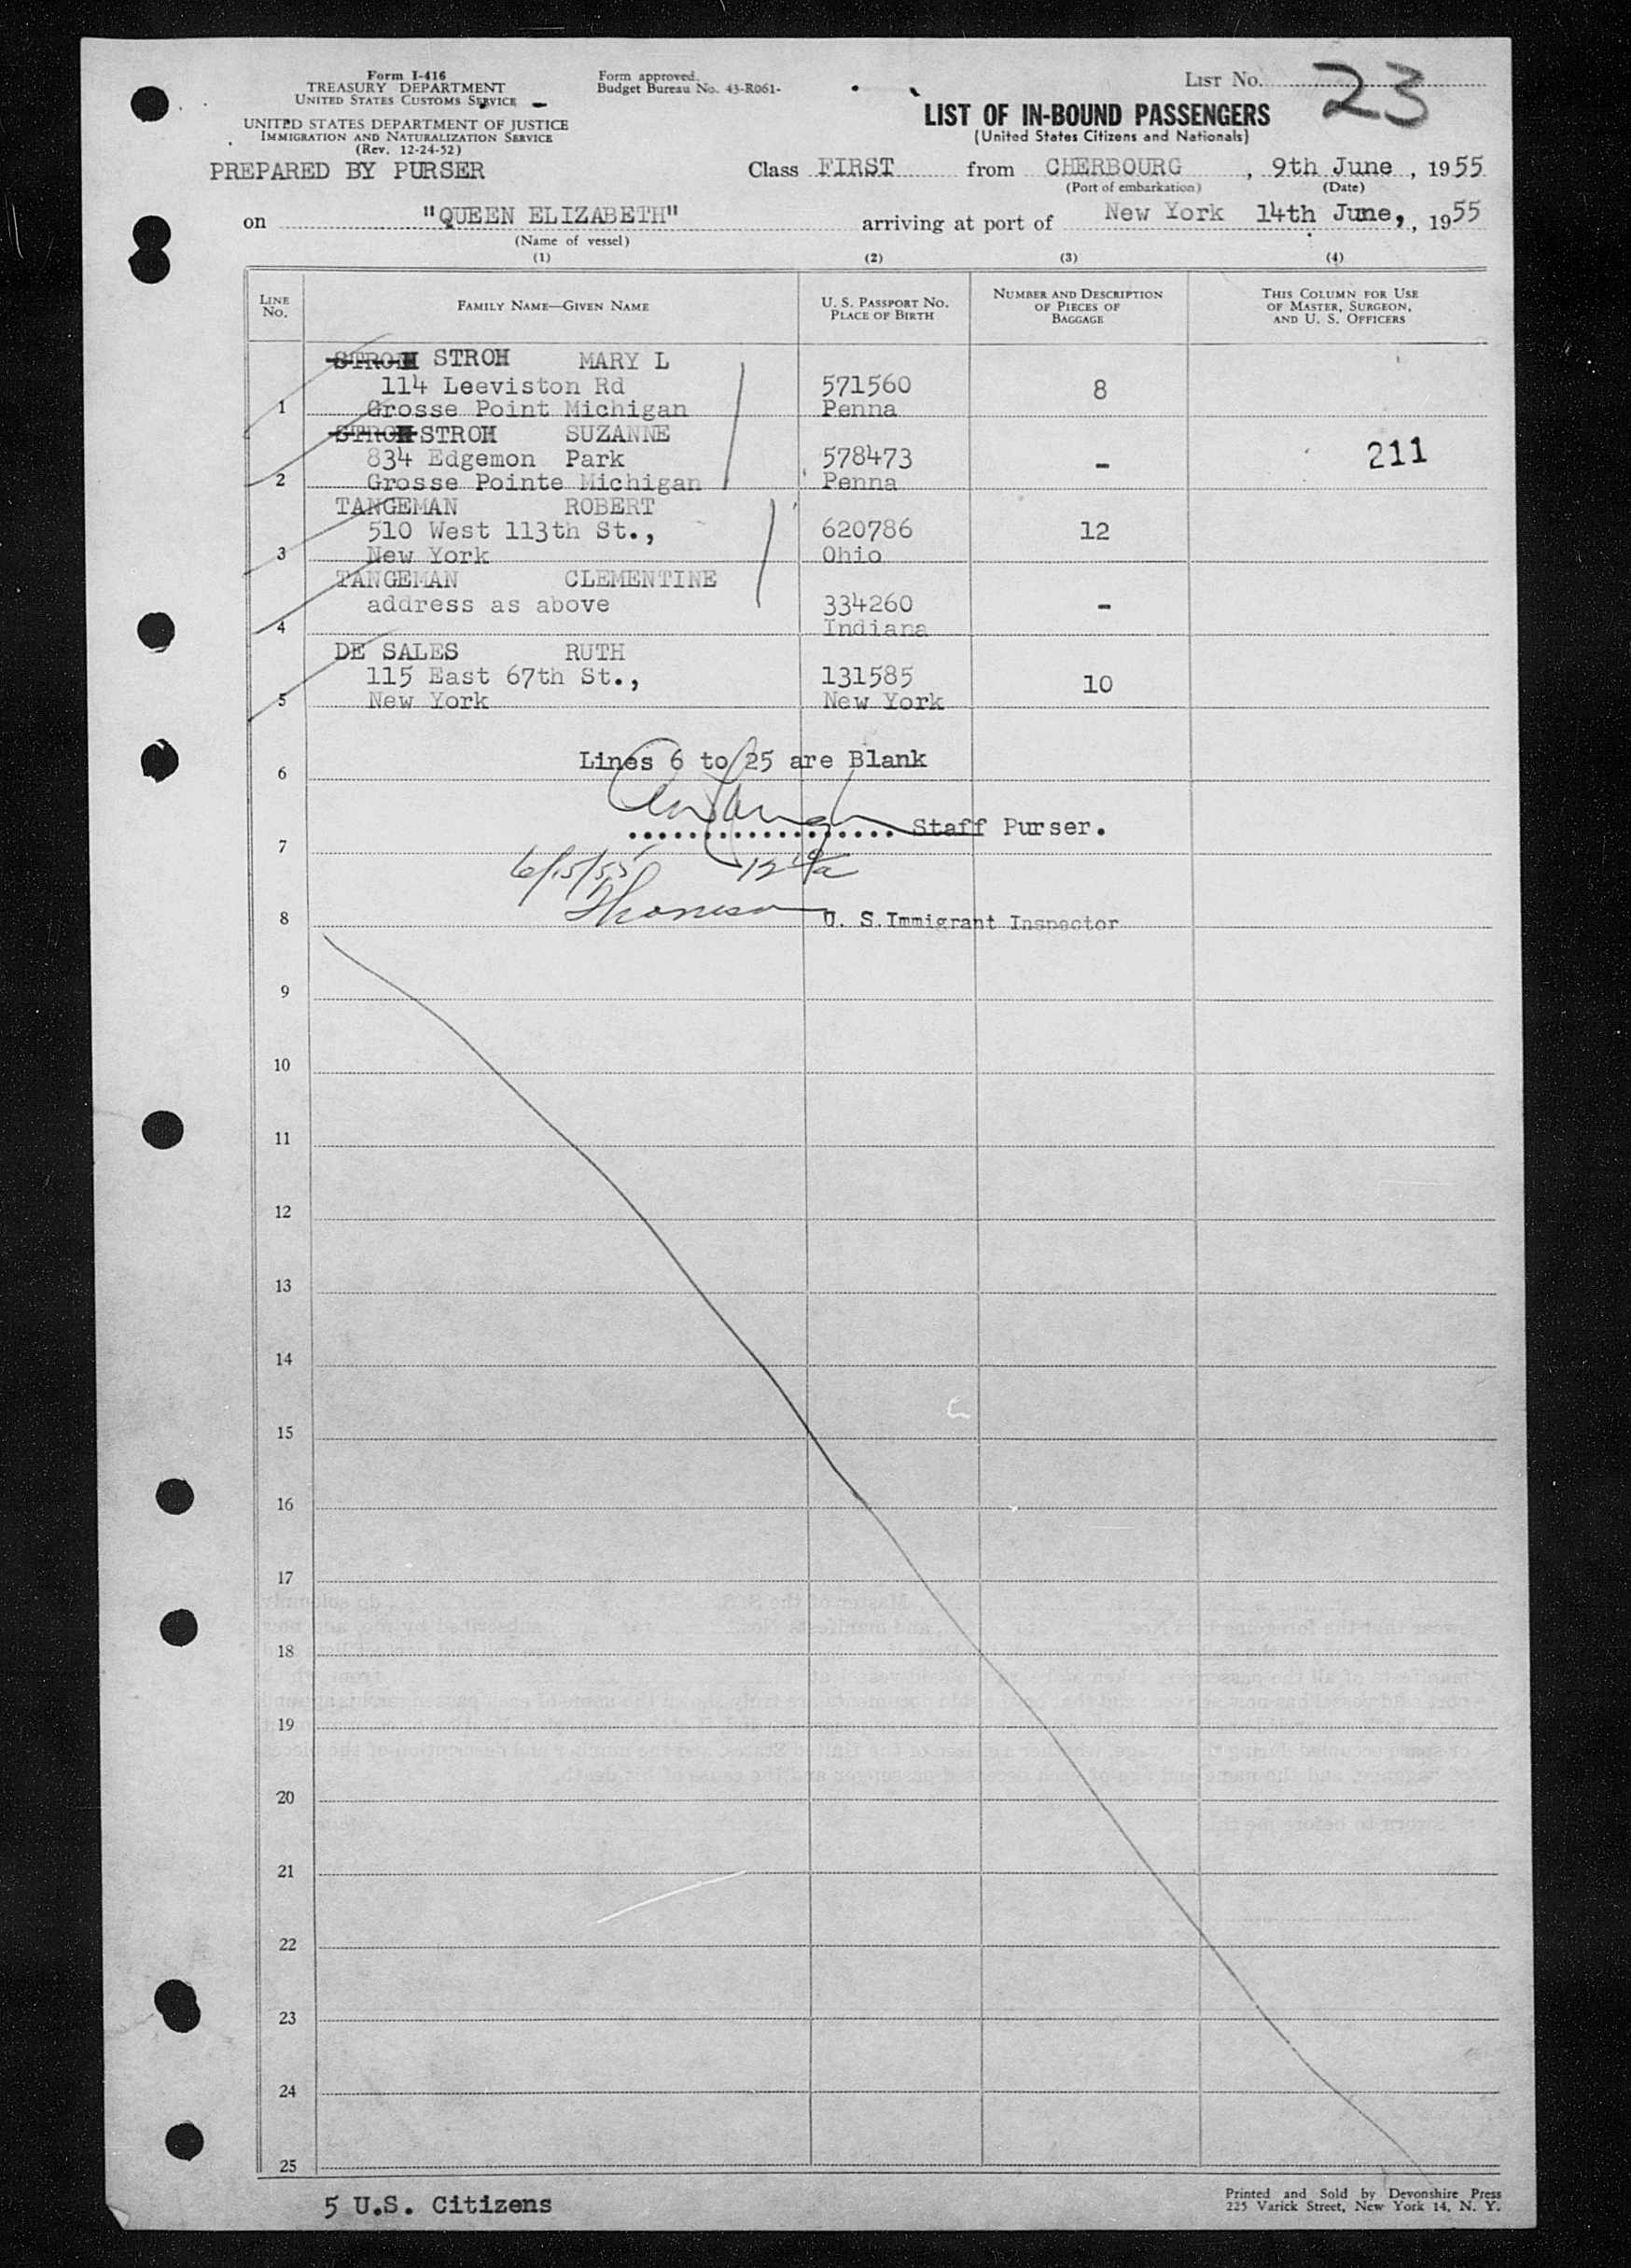 Form I-416
TREASURY DEPARTMENT
UNITED STATES CUSTOMS SERVICE
UNITED STATES DEPARTMENT OF JUSTICE
IMMIGRATION AND NATURALIZATION SERVICE
(Rev. 12-24-52)
PREPARED BY PURSER
Form approved.
Budget Bureau No. 43-R061-
LIST NO. 23
LIST OF IN-BOUND PASSENGERS
(United States Citizens and Nationals)
Class FIRST from CHERBOURG, 9th June, 1955
(Port of embarkation) (Date)
on "QUEEN ELIZABETH" arriving at port of New York 14th June,, 1955
(Name of vessel)
(1) (2) (3) (4)
LINE NO.
FAMILY NAME—GIVEN NAME
U. S. PASSPORT NO.
PLACE OF BIRTH
NUMBER AND DESCRIPTION
OF PIECES OF
BAGGAGE
THIS COLUMN FOR USE
OF MASTER, SURGEON,
AND U. S. OFFICERS
STROH STROH MARY L
114 Leeviston Rd 571560 8
1 Grosse Point Michigan Penna
STROH STROH SUZANNE
834 Edgemon Park 578473 - 211
2 Grosse Pointe Michigan Penna
TANGEMAN ROBERT
510 West 113th St., 620786 12
3 New York Ohio
TANGEMAN CLEMENTINE
address as above 334260 -
4 Indiana
DE SALES RUTH
115 East 67th St., 131585 10
5 New York New York
Lines 6 to 25 are Blank
6
Staff Purser.
7
6/15/55
8 U. S. Immigrant Inspector
9
10
11
12
13
14
15
16
17
18
19
20
21
22
23
24
25
5 U.S. Citizens
Printed and Sold by Devonshire Press
225 Varick Street, New York 14, N. Y.